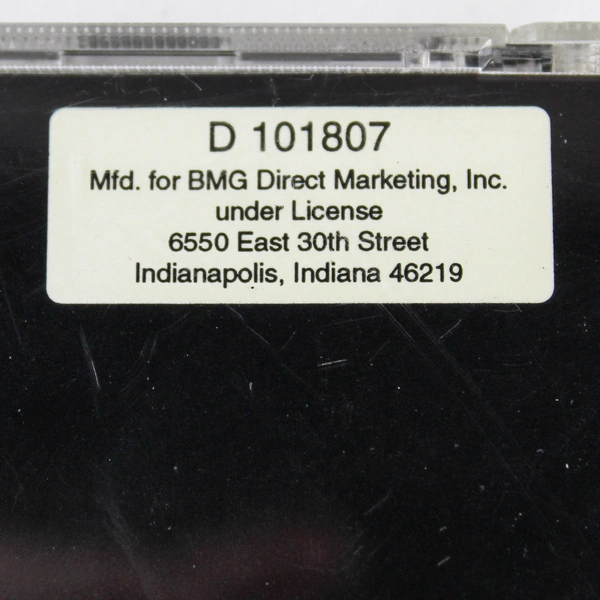 D 101807
Mfd. for BMG Direct Marketing, Inc.
under License
6550 East 30th Street
Indianapolis, Indiana 46219